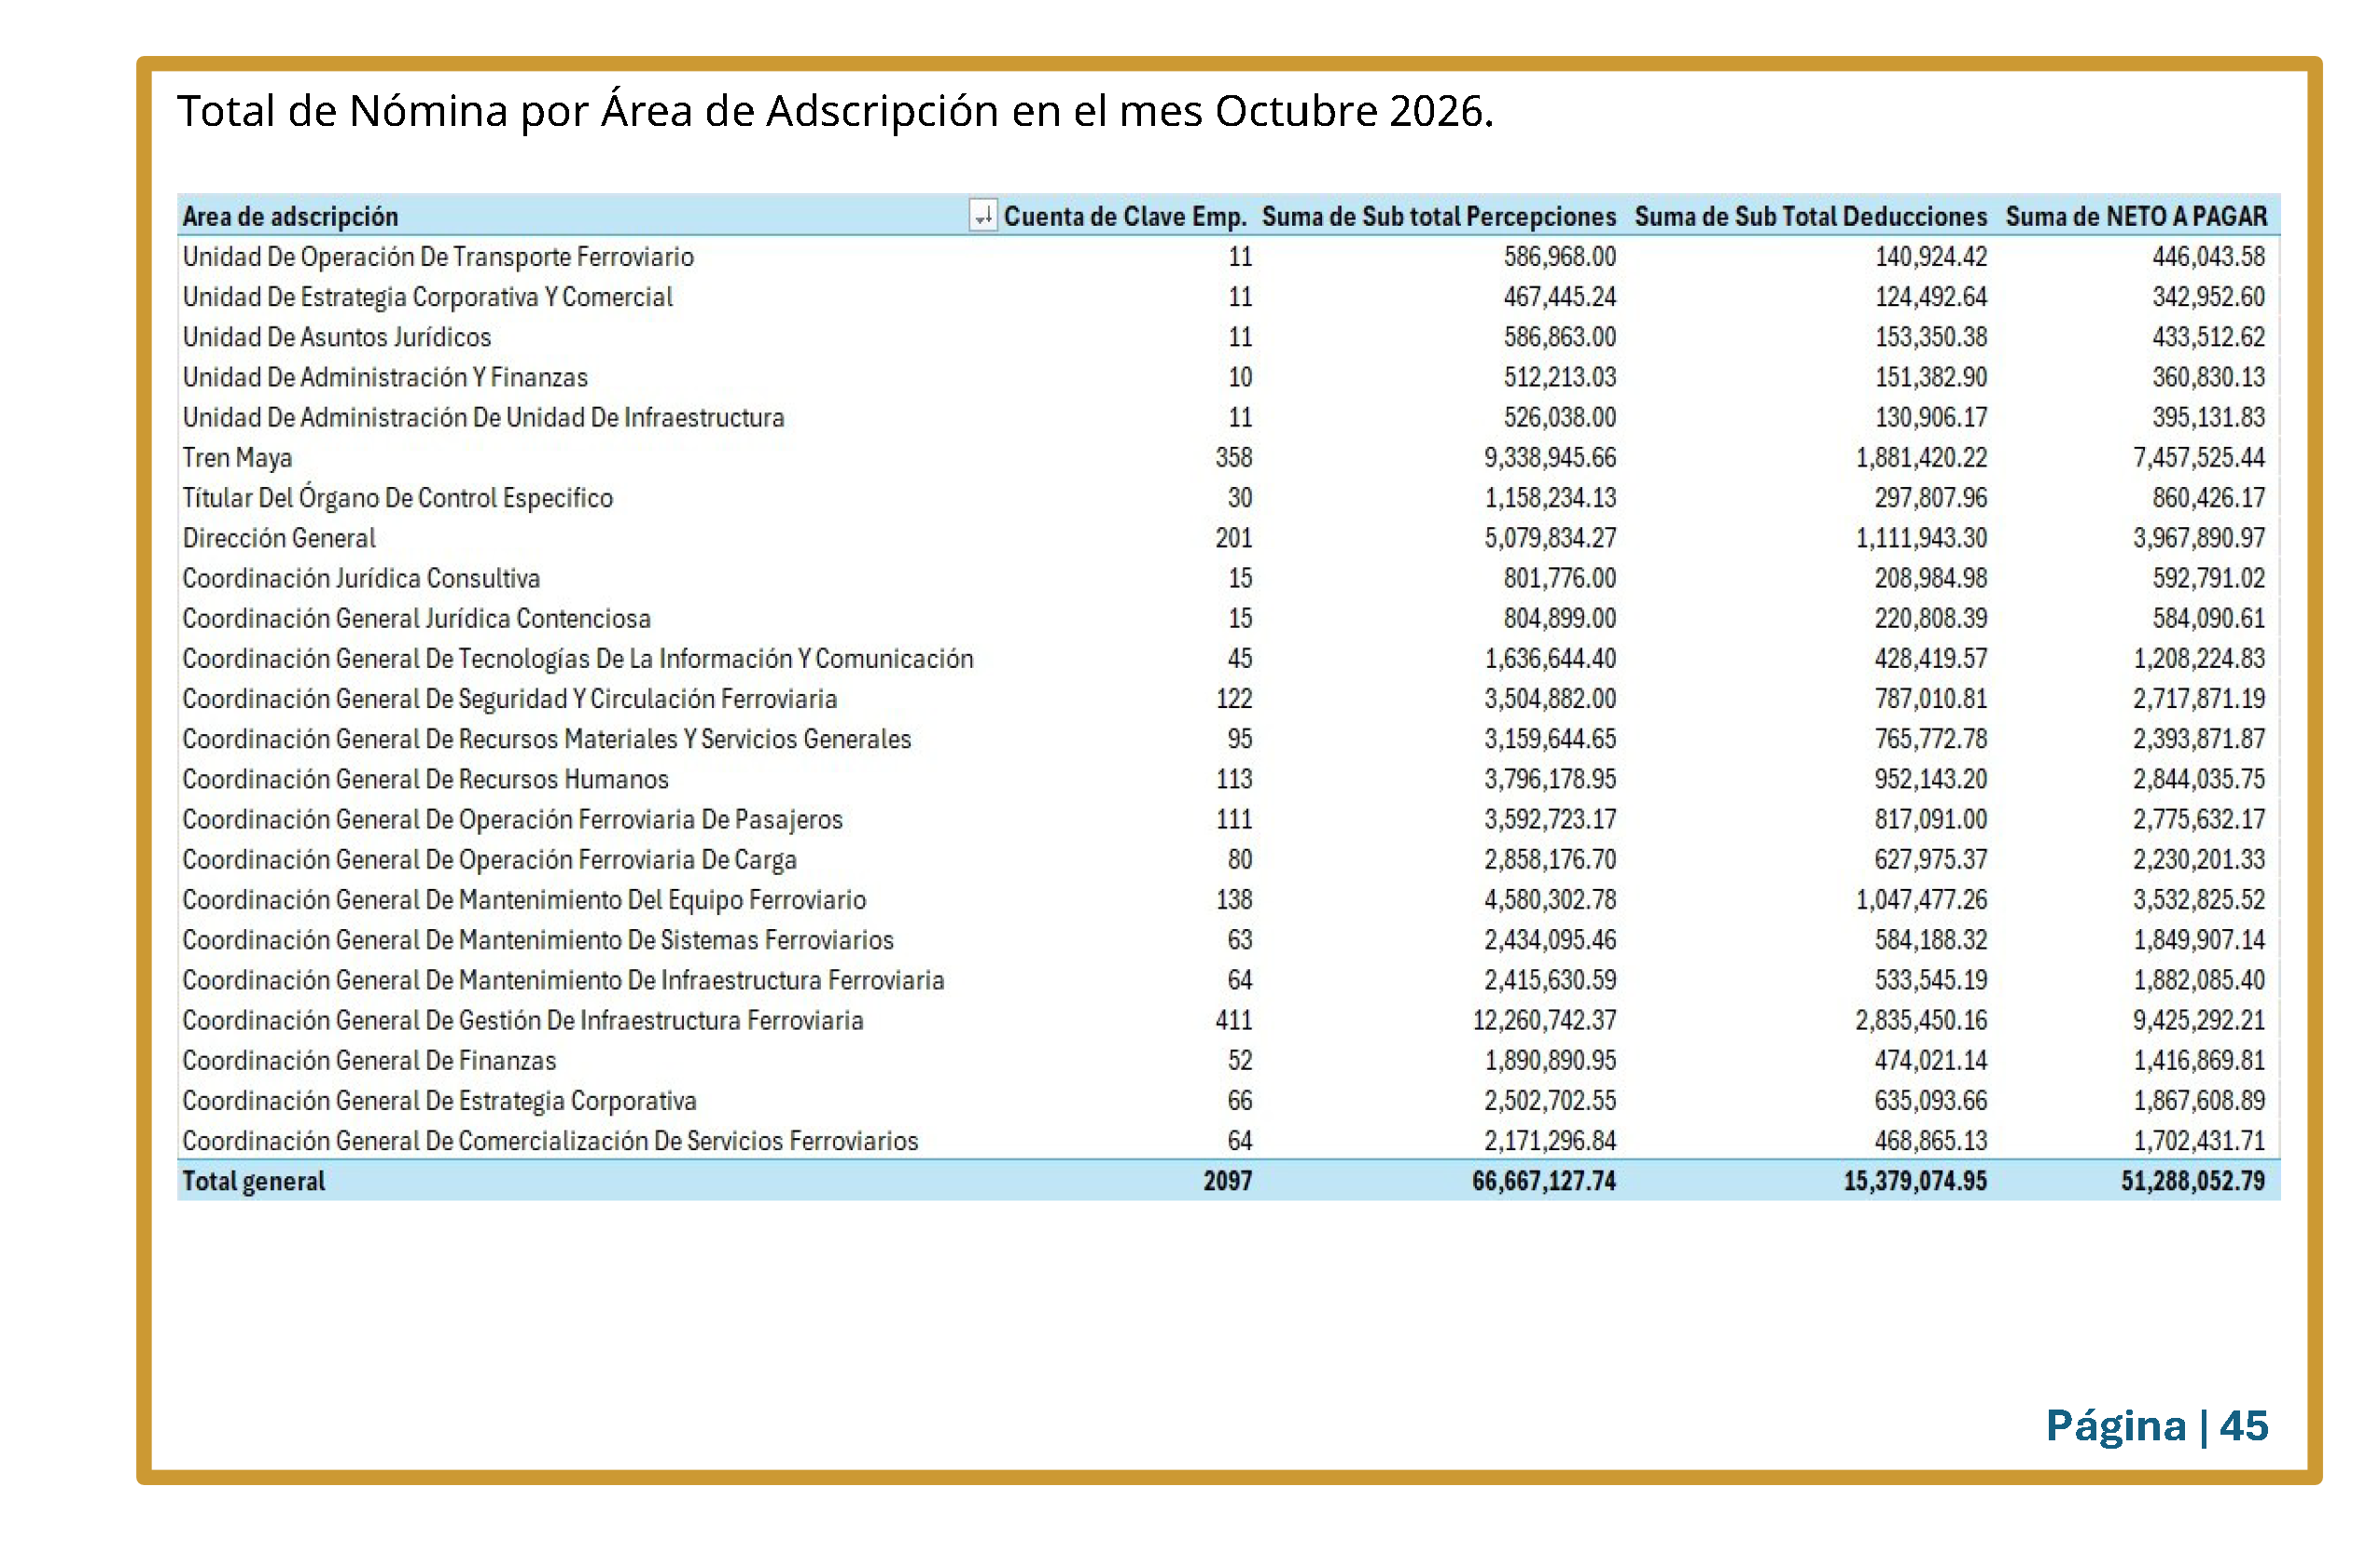 Total de Nómina por Área de Adscripción en el mes Octubre 2026.
Area de adscripción Cuenta de Clave Emp. Suma de Sub total Percepciones Suma de Sub Total Deducciones Suma de NETO A PAGAR
Unidad De Operación De Transporte Ferroviario 11 586,968.00 140,924.42 446,043.58
Unidad De Estrategia Corporativa Y Comercial 11 467,445.24 124,492.64 342,952.60
Unidad De Asuntos Jurídicos 11 586,863.00 153,350.38 433,512.62
Unidad De Administración Y Finanzas 10 512,213.03 151,382.90 360,830.13
Unidad De Administración De Unidad De Infraestructura 11 526,038.00 130,906.17 395,131.83
Tren Maya 358 9,338,945.66 1,881,420.22 7,457,525.44
Títular Del Órgano De Control Especifico 30 1,158,234.13 297,807.96 860,426.17
Dirección General 201 5,079,834.27 1,111,943.30 3,967,890.97
Coordinación Jurídica Consultiva 15 801,776.00 208,984.98 592,791.02
Coordinación General Jurídica Contenciosa 15 804,899.00 220,808.39 584,090.61
Coordinación General De Tecnologías De La Información Y Comunicación 45 1,636,644.40 428,419.57 1,208,224.83
Coordinación General De Seguridad Y Circulación Ferroviaria 122 3,504,882.00 787,010.81 2,717,871.19
Coordinación General De Recursos Materiales Y Servicios Generales 95 3,159,644.65 765,772.78 2,393,871.87
Coordinación General De Recursos Humanos 113 3,796,178.95 952,143.20 2,844,035.75
Coordinación General De Operación Ferroviaria De Pasajeros 111 3,592,723.17 817,091.00 2,775,632.17
Coordinación General De Operación Ferroviaria De Carga 80 2,858,176.70 627,975.37 2,230,201.33
Coordinación General De Mantenimiento Del Equipo Ferroviario 138 4,580,302.78 1,047,477.26 3,532,825.52
Coordinación General De Mantenimiento De Sistemas Ferroviarios 63 2,434,095.46 584,188.32 1,849,907.14
Coordinación General De Mantenimiento De Infraestructura Ferroviaria 64 2,415,630.59 533,545.19 1,882,085.40
Coordinación General De Gestión De Infraestructura Ferroviaria 411 12,260,742.37 2,835,450.16 9,425,292.21
Coordinación General De Finanzas 52 1,890,890.95 474,021.14 1,416,869.81
Coordinación General De Estrategia Corporativa 66 2,502,702.55 635,093.66 1,867,608.89
Coordinación General De Comercialización De Servicios Ferroviarios 64 2,171,296.84 468,865.13 1,702,431.71
Total general 2097 66,667,127.74 15,379,074.95 51,288,052.79
Página | 45